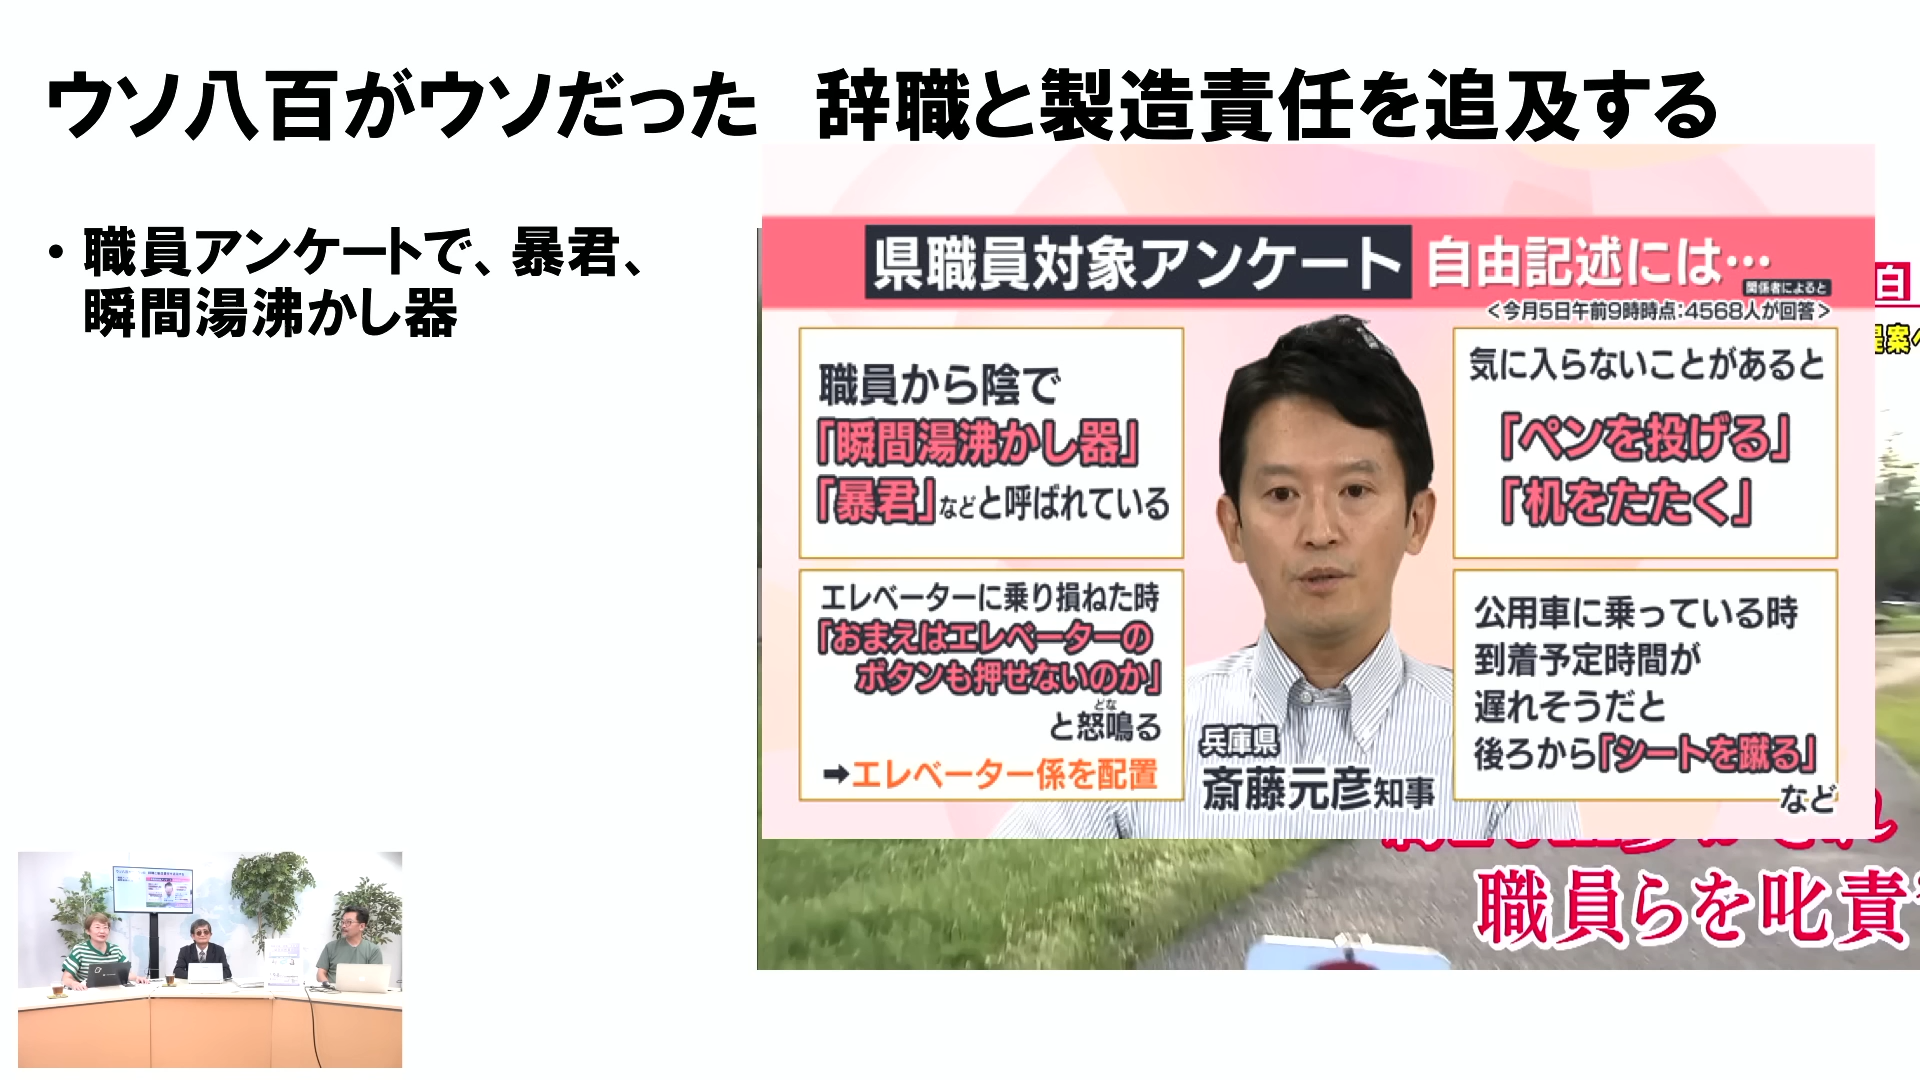 ウソ八百がウソだった　辞職と製造責任を追及する
・職員アンケートで、暴君、
瞬間湯沸かし器
県職員対象アンケート 自由記述には…
関係者によると
<今月5日午前9時時点:4568人が回答>
職員から陰で
「瞬間湯沸かし器」
「暴君」などと呼ばれている
気に入らないことがあると
「ペンを投げる」
「机をたたく」
エレベーターに乗り損ねた時
「おまえはエレベーターの
ボタンも押せないのか」
どな
と怒鳴る
➡エレベーター係を配置
公用車に乗っている時
到着予定時間が
遅れそうだと
後ろから「シートを蹴る」
など
兵庫県
斎藤元彦知事
白
提案へ
職員らを叱責